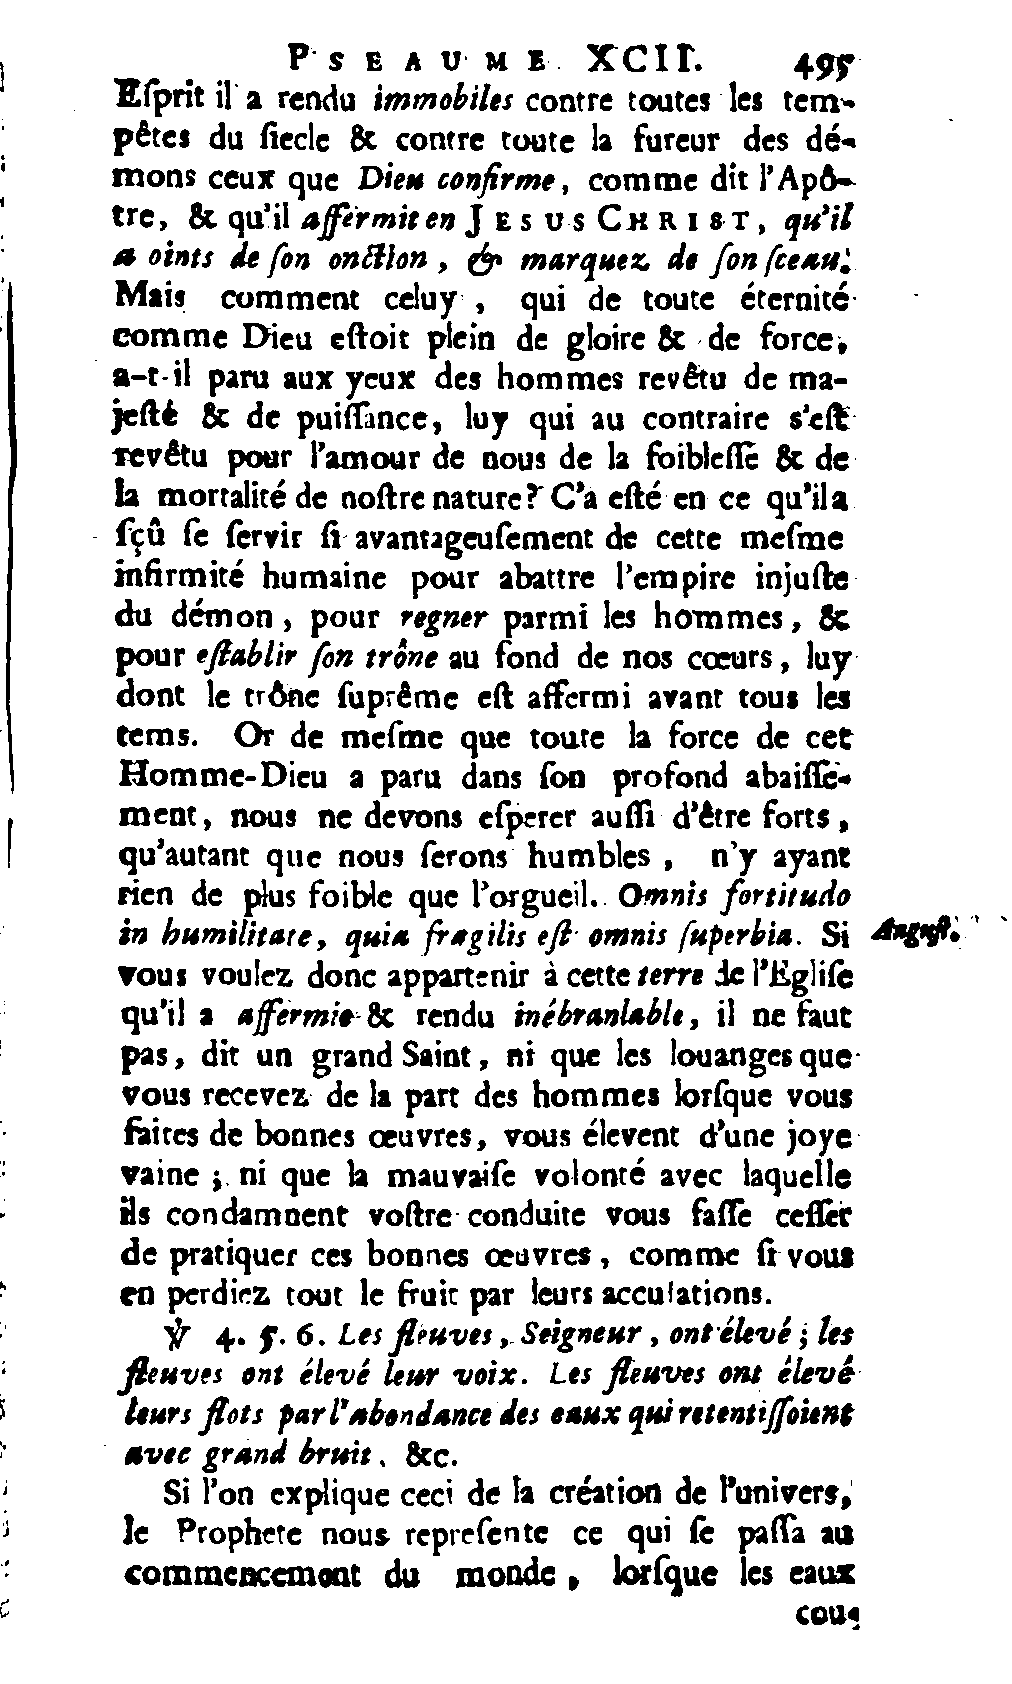 PSEAUME XCII. 495
Eſprit il a rendu immobiles contre toutes les tem-
pêtes du ſiecle & contre toute la fureur des dé-
mons ceux que Dieu confirme, comme dit l'Apô-
tre, & qu'il affermit en JESUS CHRIST, qu'il
a oints de ſon onction, & marquez de ſon ſceau.
Mais comment celuy, qui de toute éternité
comme Dieu eſtoit plein de gloire & de force,
a-t-il paru aux yeux des hommes revêtu de ma-
jeſté & de puiſſance, luy qui au contraire s'eſt
revêtu pour l'amour de nous de la foibleſſe & de
la mortalité de noſtre nature? C'a eſté en ce qu'il a
ſçû ſe ſervir ſi avantageuſement de cette meſme
infirmité humaine pour abattre l'empire injuſte
du démon, pour regner parmi les hommes, &
pour eſtablir ſon trône au fond de nos cœurs, luy
dont le trône ſuprême eſt affermi avant tous les
tems. Or de meſme que toute la force de cet
Homme-Dieu a paru dans ſon profond abaiſſe-
ment, nous ne devons eſperer auſſi d'être forts,
qu'autant que nous ſerons humbles, n'y ayant
rien de plus foible que l'orgueil. Omnis fortitudo
in humilitate, quia fragilis eſt omnis ſuperbia. Si Auguſt.
vous voulez donc appartenir à cette terre de l'Egliſe
qu'il a affermie & rendu inébranlable, il ne faut
pas, dit un grand Saint, ni que les louanges que
vous recevez de la part des hommes lorſque vous
faites de bonnes œuvres, vous élevent d'une joye
vaine; ni que la mauvaiſe volonté avec laquelle
ils condamnent voſtre conduite vous faſſe ceſſer
de pratiquer ces bonnes œuvres, comme ſi vous
en perdiez tout le fruit par leurs accuſations.
℣ 4. 5. 6. Les fleuves, Seigneur, ont élevé; les
fleuves ont élevé leur voix. Les fleuves ont élevé
leurs flots par l'abondance des eaux qui retentiſſoient
avec grand bruit, &c.
Si l'on explique ceci de la création de l'univers,
le Prophete nous repreſente ce qui ſe paſſa au
commencement du monde, lorſque les eaux
cou-